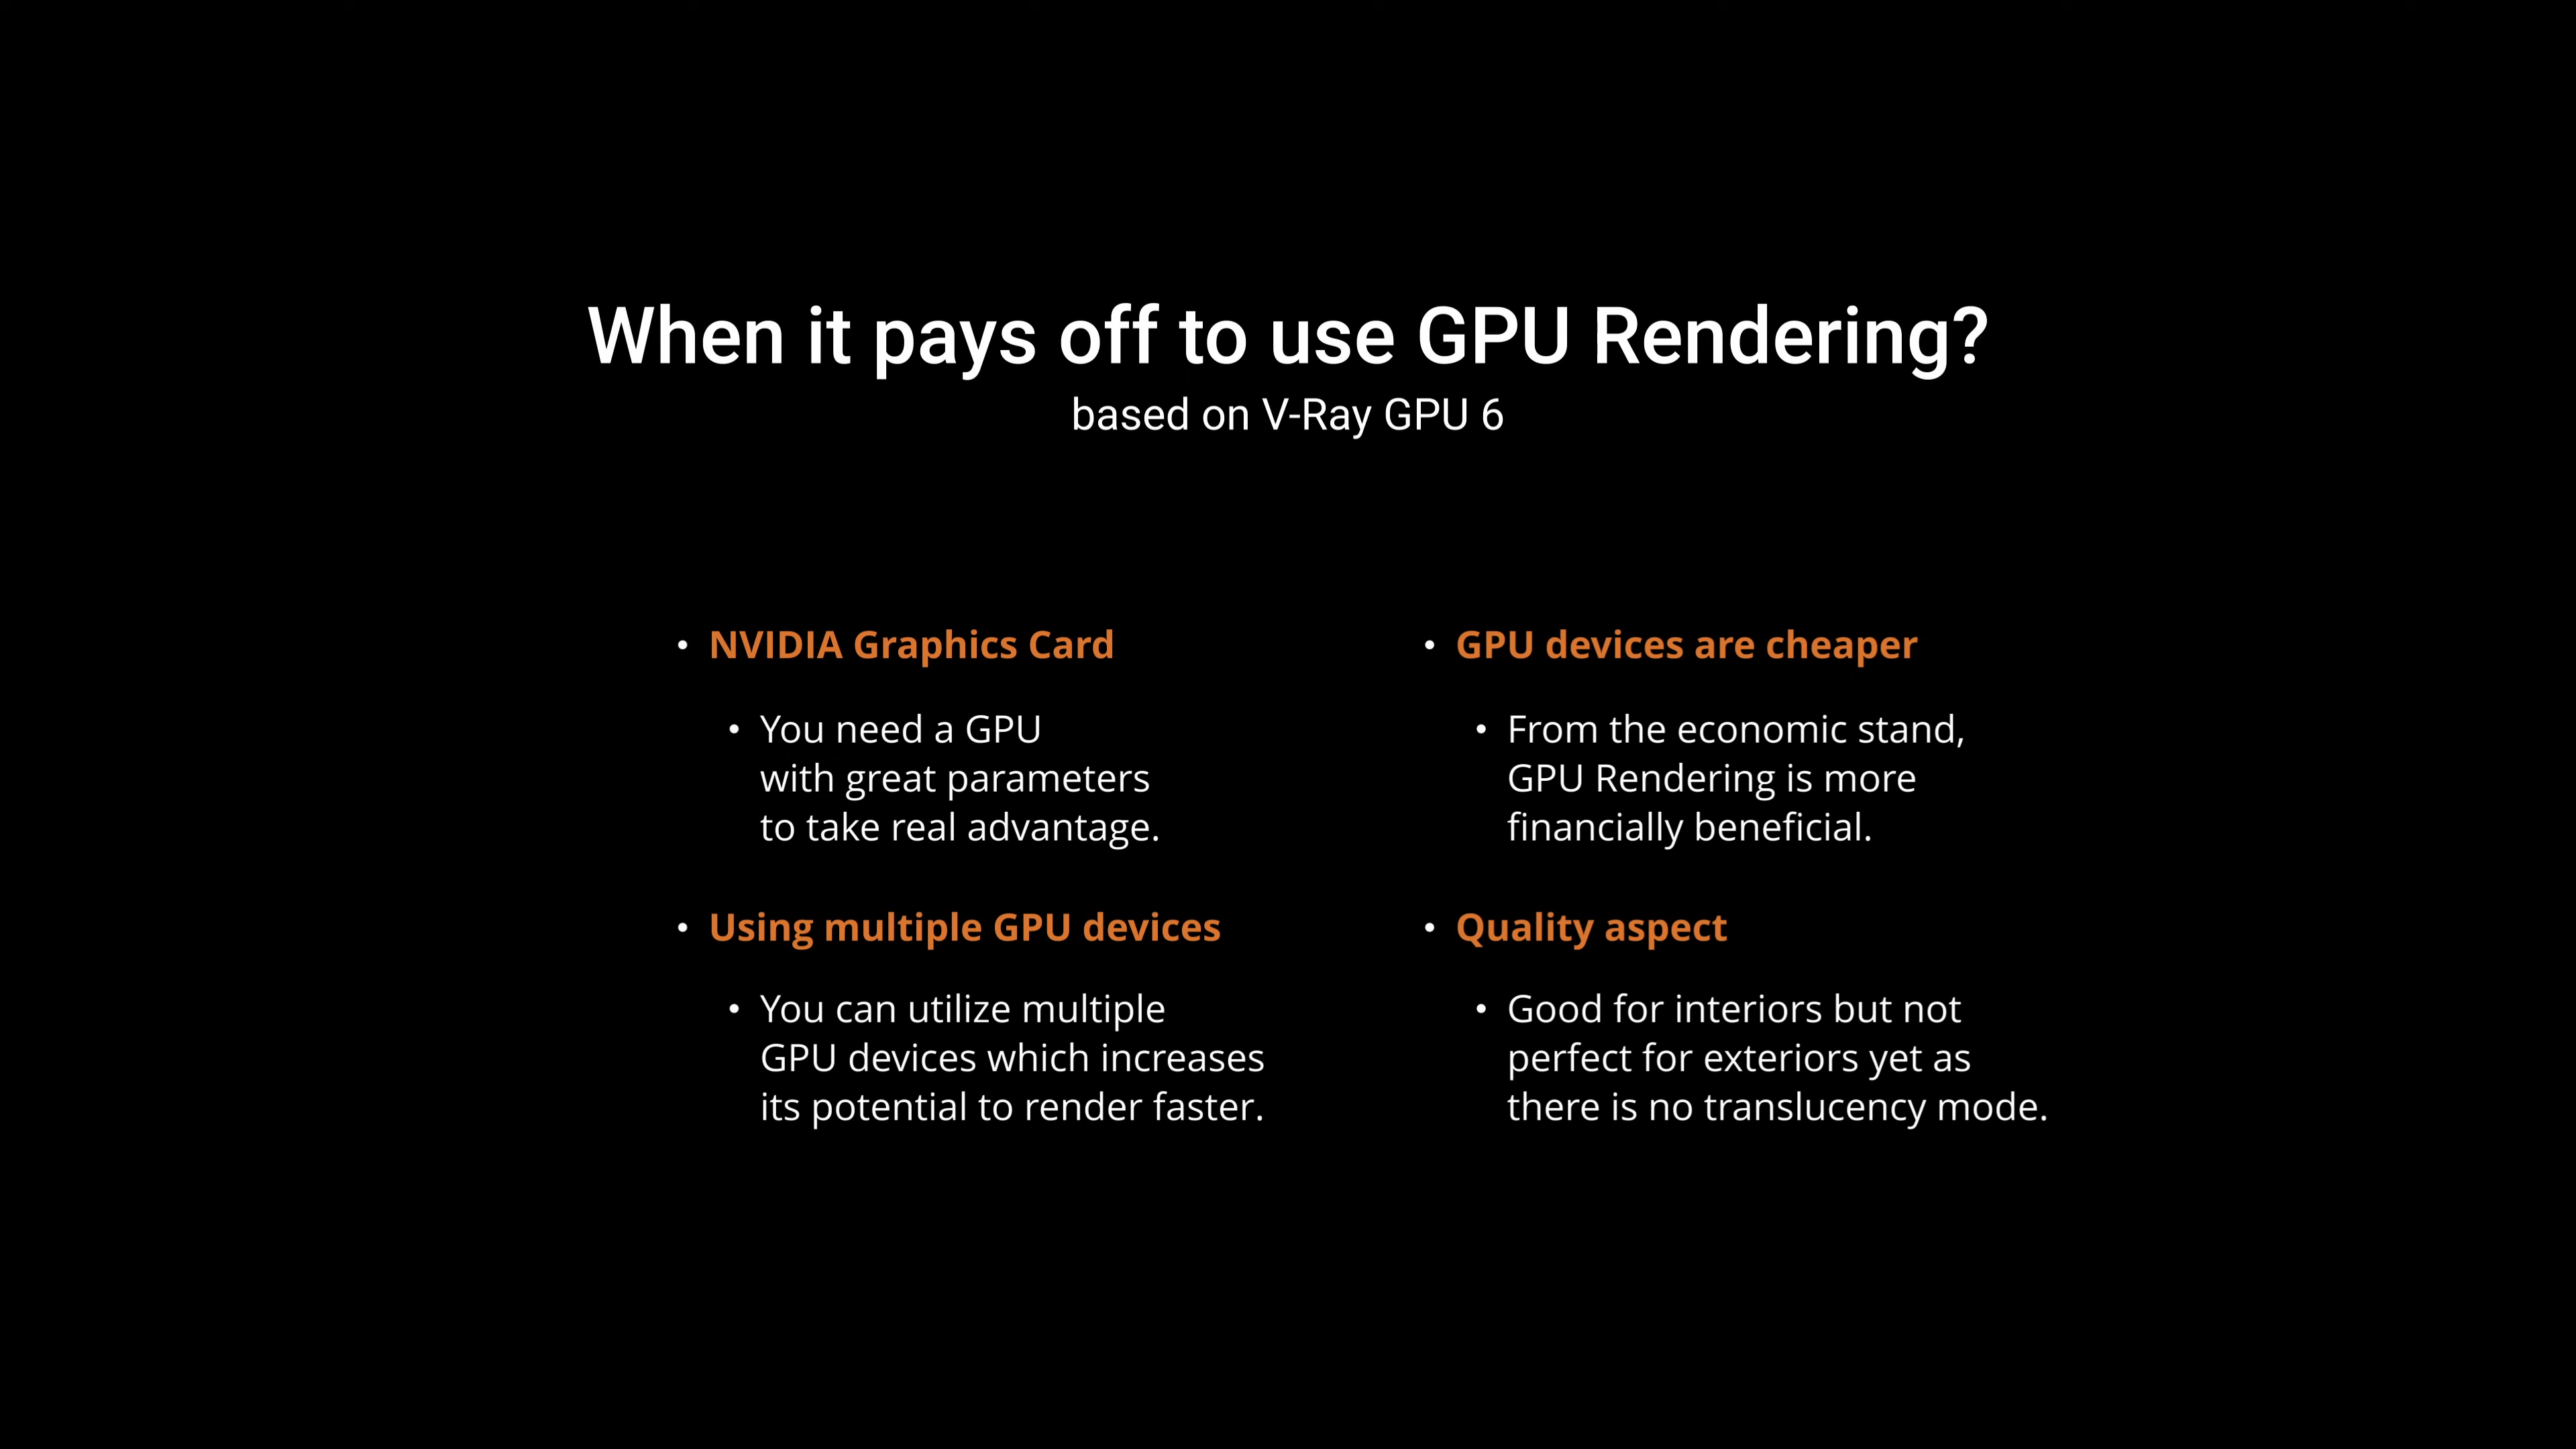 When it pays off to use GPU Rendering?
based on V-Ray GPU 6
• NVIDIA Graphics Card
• You need a GPU
with great parameters
to take real advantage.
• Using multiple GPU devices
• You can utilize multiple
GPU devices which increases
its potential to render faster.
• GPU devices are cheaper
• From the economic stand,
GPU Rendering is more
financially beneficial.
• Quality aspect
• Good for interiors but not
perfect for exteriors yet as
there is no translucency mode.